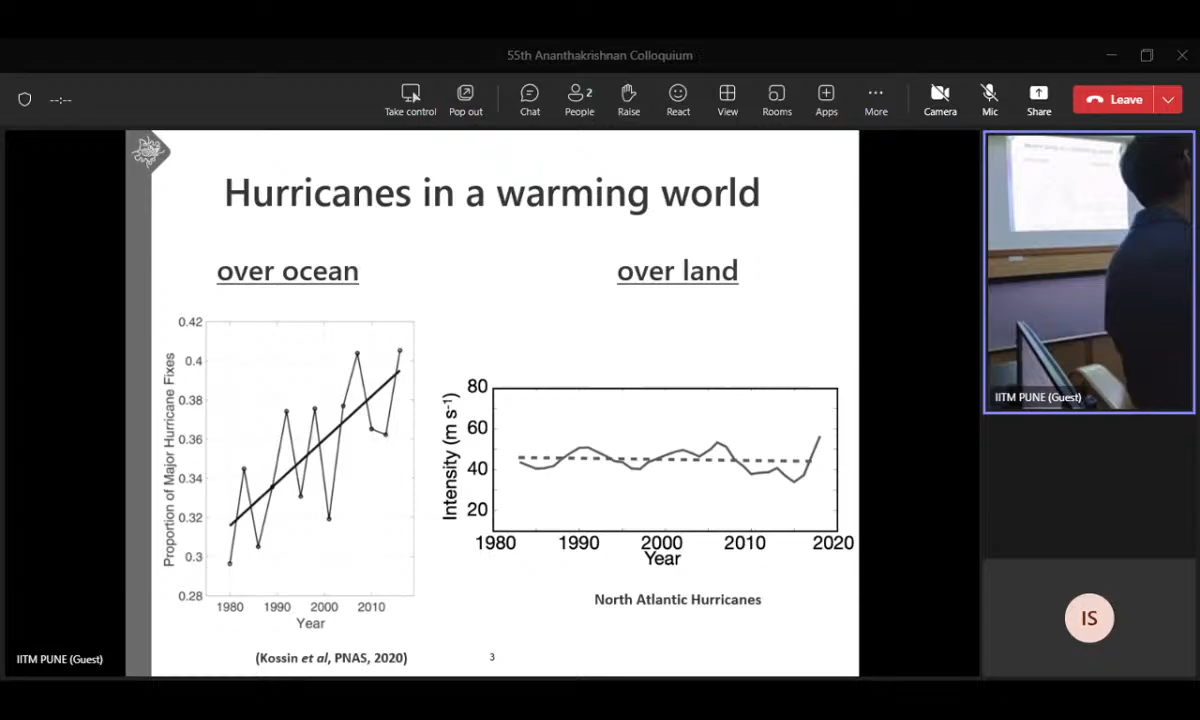 55th Ananthakrishnan Colloquium
--:--
Take control
Pop out
Chat
2
People
Raise
React
View
Rooms
Apps
More
Camera
Mic
Share
Leave
Hurricanes in a warming world
over ocean
over land
Proportion of Major Hurricane Fixes
0.42
0.4
0.38
0.36
0.34
0.32
0.3
0.28
1980 1990 2000 2010
Year
(Kossin et al, PNAS, 2020)
Intensity (m s⁻¹)
80
60
40
20
1980 1990 2000 2010 2020
Year
North Atlantic Hurricanes
3
IITM PUNE (Guest)
IITM PUNE (Guest)
IS